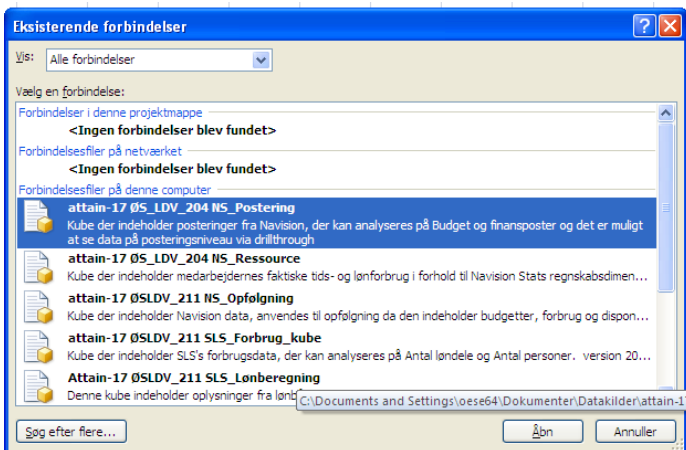 Eksisterende forbindelser
Vis: Alle forbindelser
Vælg en forbindelse:
Forbindelser i denne projektmappe
<Ingen forbindelser blev fundet>
Forbindelsesfiler på netværket
<Ingen forbindelser blev fundet>
Forbindelsesfiler på denne computer
attain-17 ØS_LDV_204 NS_Postering
Kube der indeholder posteringer fra Navision, der kan analyseres på Budget og finansposter og det er muligt
at se data på posteringsniveau via drillthrough
attain-17 ØS_LDV_204 NS_Ressource
Kube der indeholder medarbejdernes faktiske tids- og lønforbrug i forhold til Navision Stats regnskabsdimen...
attain-17 ØSLDV_211 NS_Opfølgning
Kube der indeholder Navision data, anvendes til opfølgning da den indeholder budgetter, forbrug og dispon...
attain-17 ØSLDV_211 SLS_Forbrug_kube
Kube der indeholder SLS's forbrugsdata, der kan analyseres på Antal løndele og Antal personer. version 20...
Attain-17 ØSLDV_211 SLS_Lønberegning
Denne kube indeholder oplysninger fra lønb
C:\Documents and Settings\oese64\Dokumenter\Datakilder\attain-17
Søg efter flere...
Åbn
Annuller